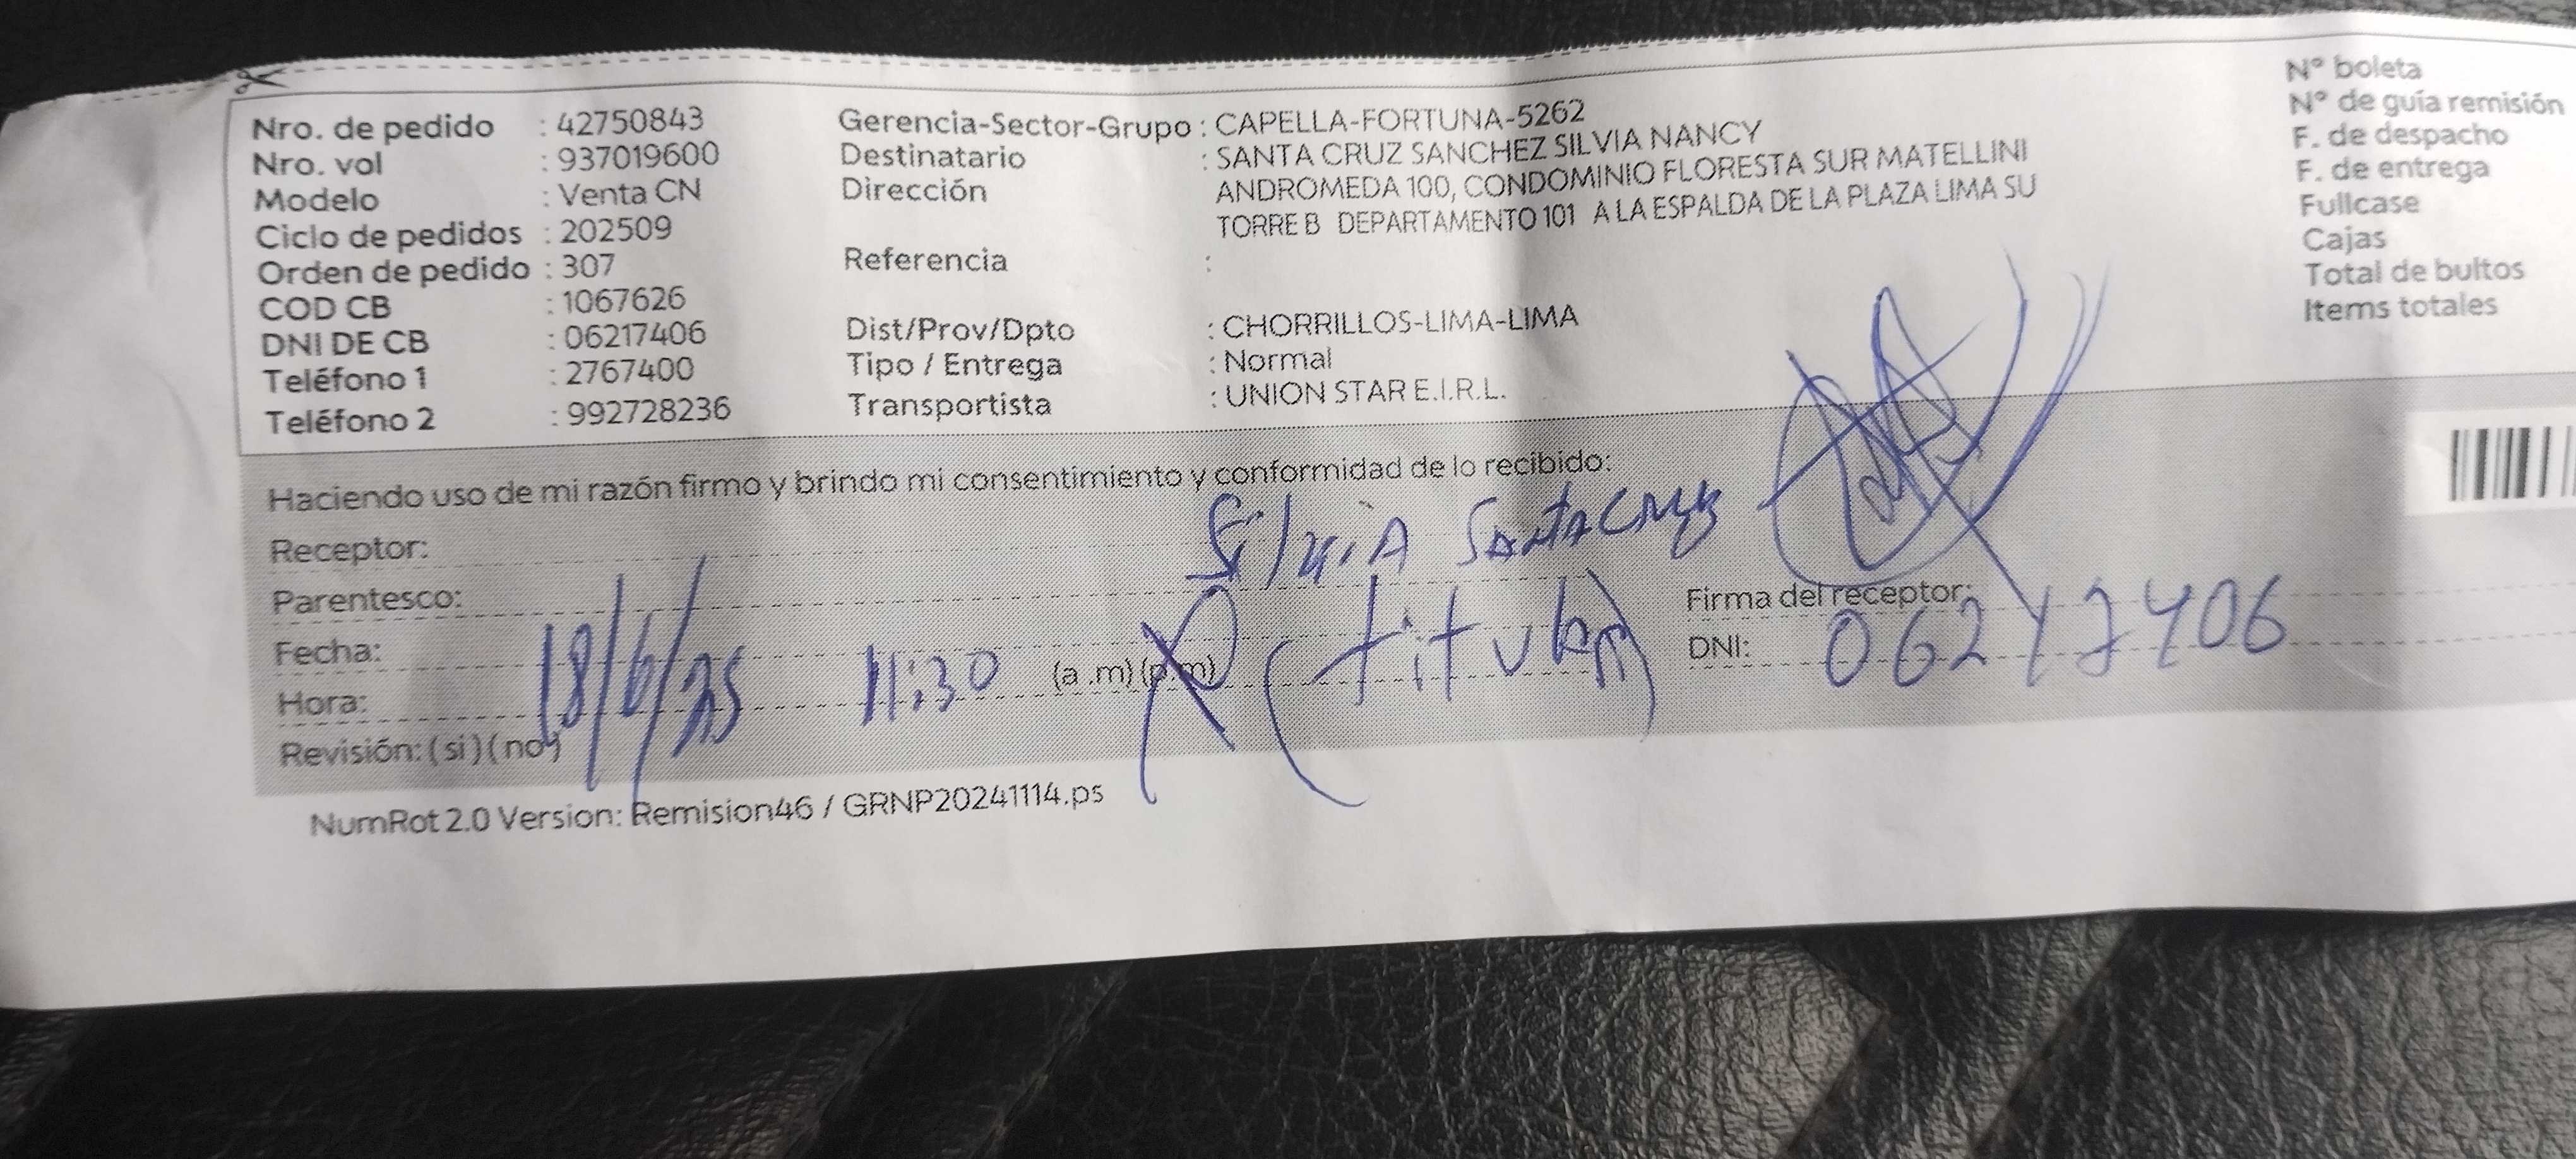 Nro. de pedido : 42750843
Nro. vol : 937019600
Modelo : Venta CN
Ciclo de pedidos : 202509
Orden de pedido : 307
COD CB : 1067626
DNI DE CB : 06217406
Teléfono 1 : 2767400
Teléfono 2 : 992728236
Gerencia-Sector-Grupo : CAPELLA-FORTUNA-5262
Destinatario : SANTA CRUZ SANCHEZ SILVIA NANCY
Dirección ANDROMEDA 100, CONDOMINIO FLORESTA SUR MATELLINI
TORRE B DEPARTAMENTO 101 A LA ESPALDA DE LA PLAZA LIMA SU
Referencia :
Dist/Prov/Dpto : CHORRILLOS-LIMA-LIMA
Tipo / Entrega : Normal
Transportista : UNION STAR E.I.R.L.
N° boleta
N° de guía remisión
F. de despacho
F. de entrega
Fullcase
Cajas
Total de bultos
Items totales
Haciendo uso de mi razón firmo y brindo mi consentimiento y conformidad de lo recibido:
Receptor: Silvia Santa Cruz
Parentesco: (titular)
Fecha: 18/6/25
Hora: 11:30 (a .m) (p.m)
Revisión: (si) (no)
Firma del receptor:
DNI: 06217406
NumRot 2.0 Version: Remision46 / GRNP20241114.ps